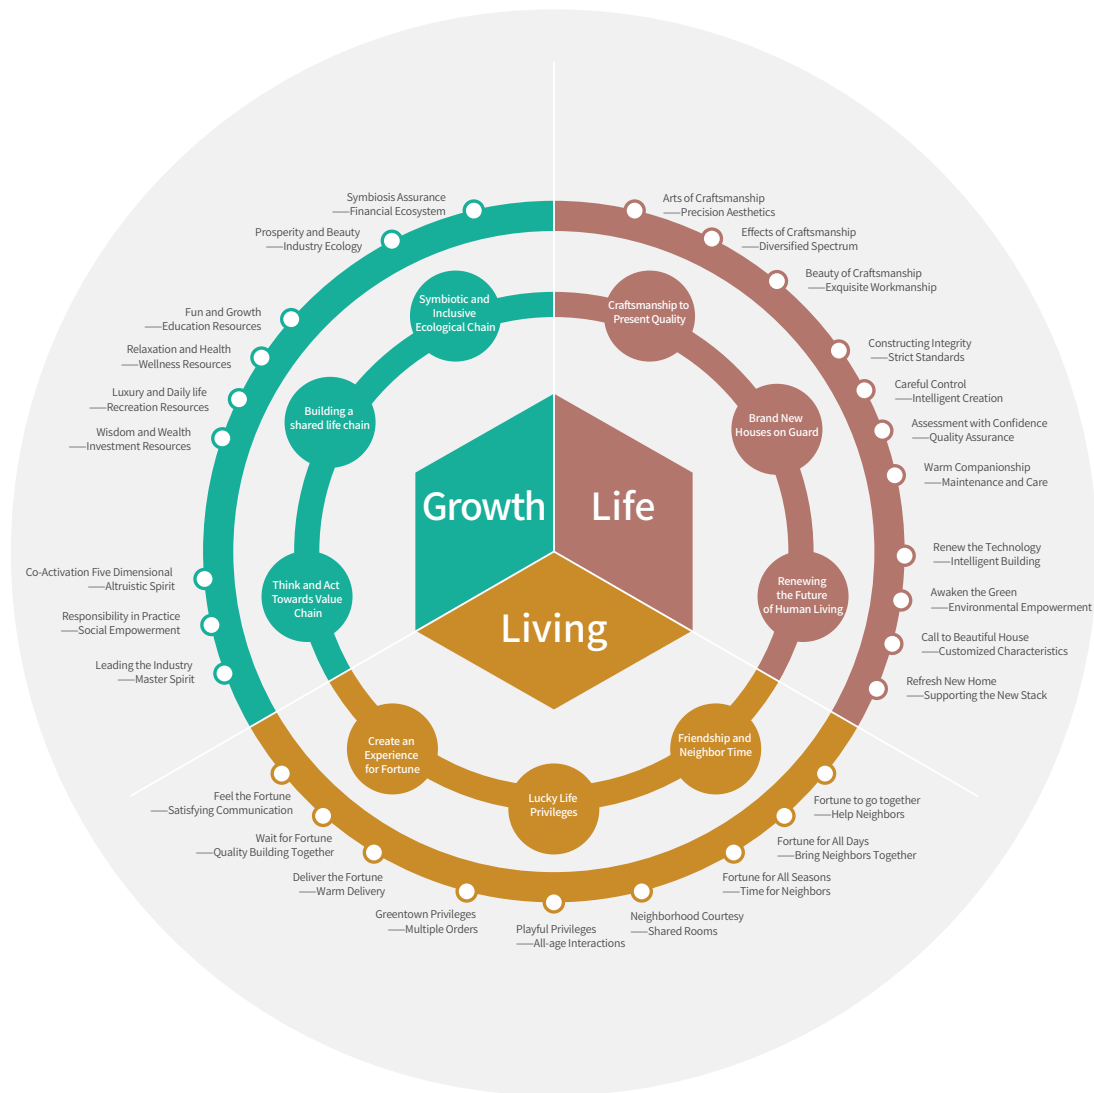 Symbiosis Assurance
——Financial Ecosystem
Prosperity and Beauty
——Industry Ecology
Fun and Growth
——Education Resources
Relaxation and Health
——Wellness Resources
Luxury and Daily life
——Recreation Resources
Wisdom and Wealth
——Investment Resources
Co-Activation Five Dimensional
——Altruistic Spirit
Responsibility in Practice
——Social Empowerment
Leading the Industry
——Master Spirit
Symbiotic and
Inclusive
Ecological Chain
Building a
shared life chain
Think and Act
Towards Value
Chain
Growth
Arts of Craftsmanship
——Precision Aesthetics
Effects of Craftsmanship
——Diversified Spectrum
Beauty of Craftsmanship
——Exquisite Workmanship
Constructing Integrity
——Strict Standards
Careful Control
——Intelligent Creation
Assessment with Confidence
——Quality Assurance
Warm Companionship
——Maintenance and Care
Renew the Technology
——Intelligent Building
Awaken the Green
——Environmental Empowerment
Call to Beautiful House
——Customized Characteristics
Refresh New Home
——Supporting the New Stack
Craftsmanship to
Present Quality
Brand New
Houses on Guard
Renewing
the Future
of Human Living
Life
Living
Create an
Experience
for Fortune
Lucky Life
Privileges
Friendship and
Neighbor Time
Feel the Fortune
——Satisfying Communication
Wait for Fortune
——Quality Building Together
Deliver the Fortune
——Warm Delivery
Greentown Privileges
——Multiple Orders
Playful Privileges
——All-age Interactions
Neighborhood Courtesy
——Shared Rooms
Fortune for All Seasons
——Time for Neighbors
Fortune for All Days
——Bring Neighbors Together
Fortune to go together
——Help Neighbors